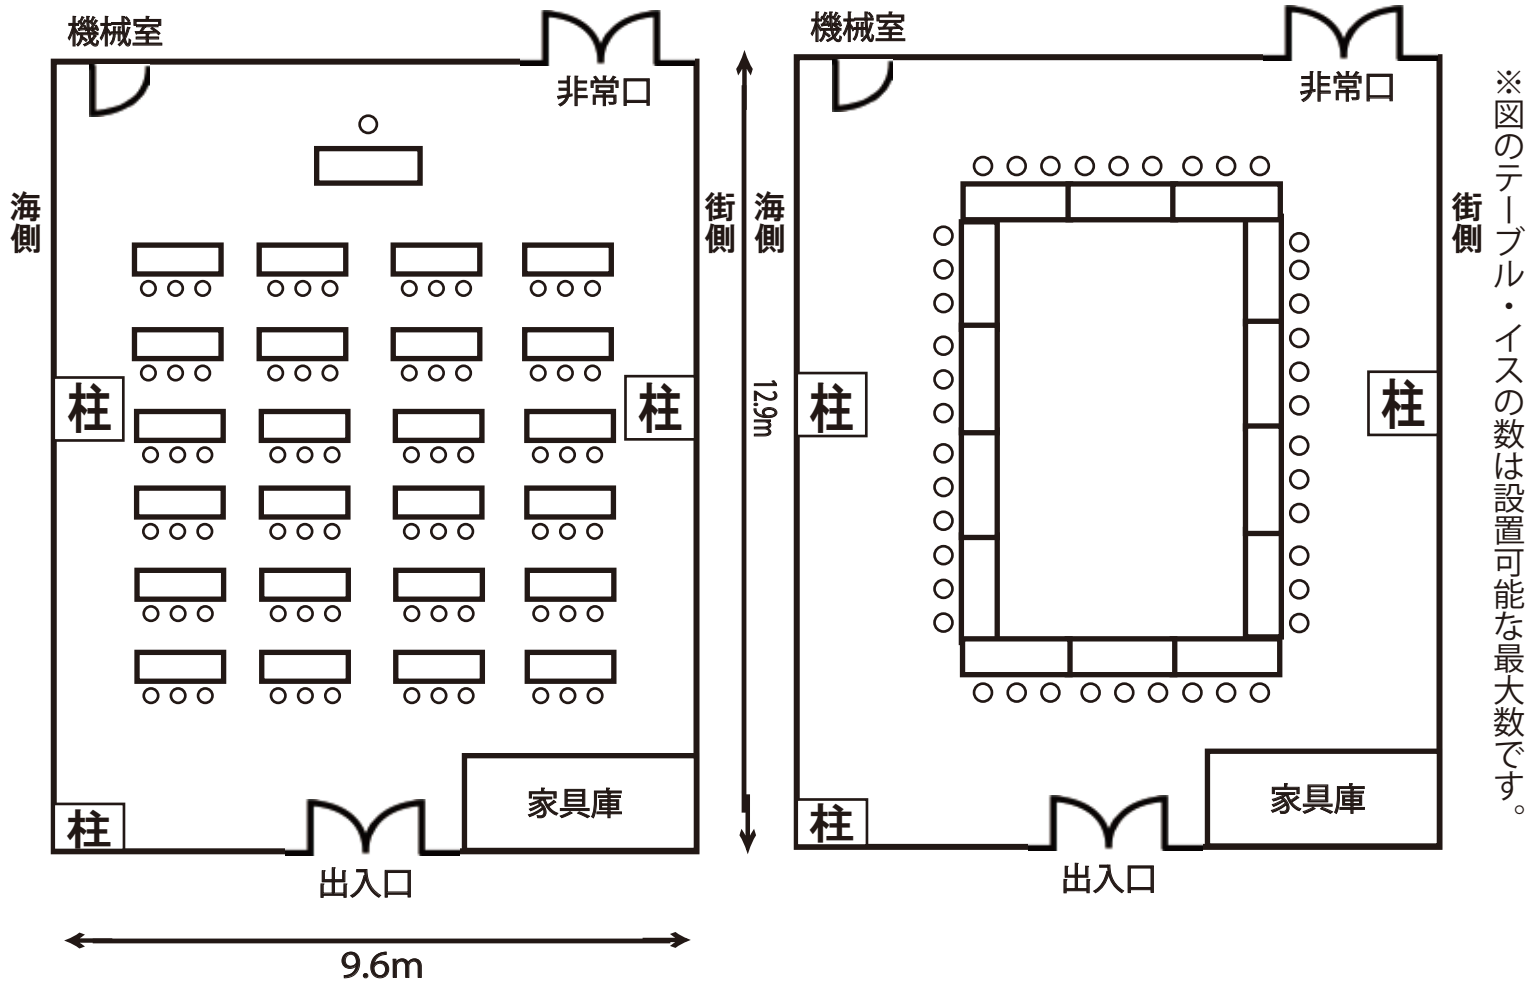 機械室
非常口
海側
街側
柱
柱
柱
家具庫
出入口
9.6m
12.9m
機械室
非常口
海側
街側
柱
柱
柱
家具庫
出入口
※図のテーブル・イスの数は設置可能な最大数です。